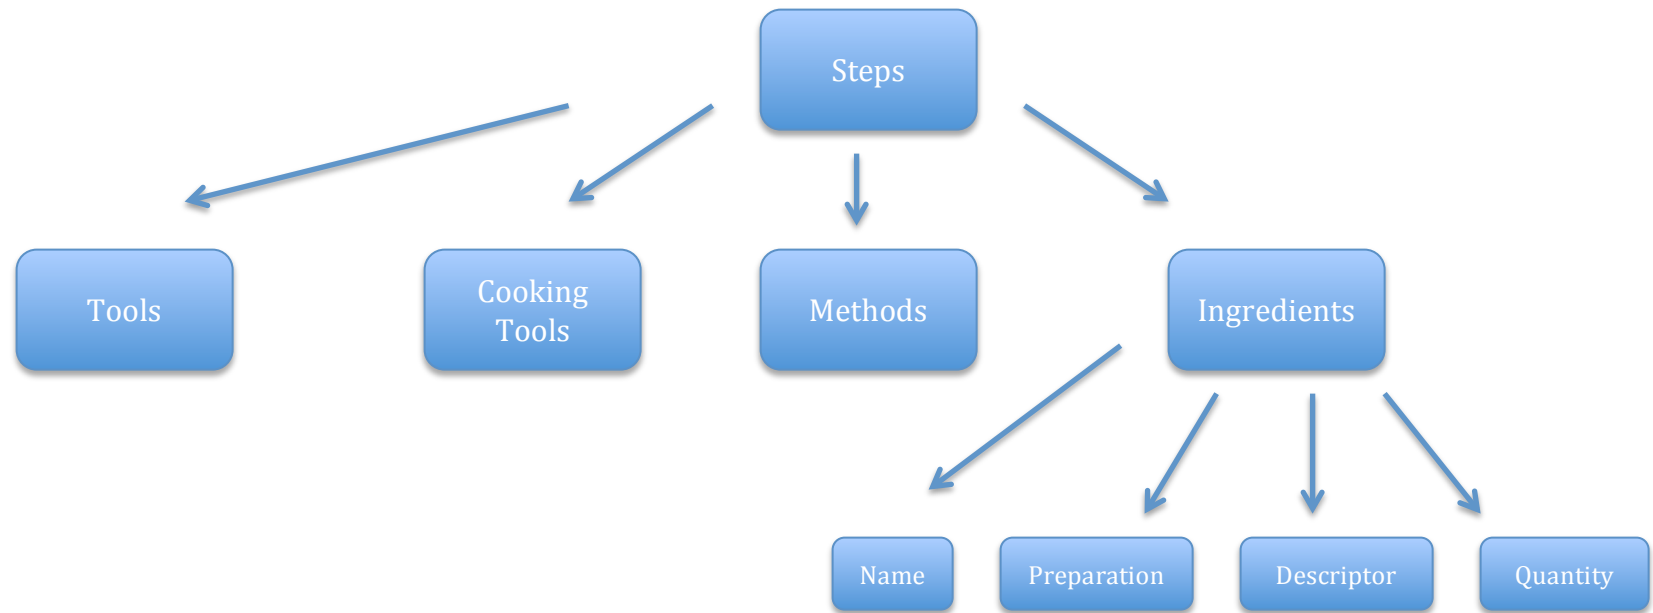 Steps
Tools
Cooking
Tools
Methods
Ingredients
Name
Preparation
Descriptor
Quantity